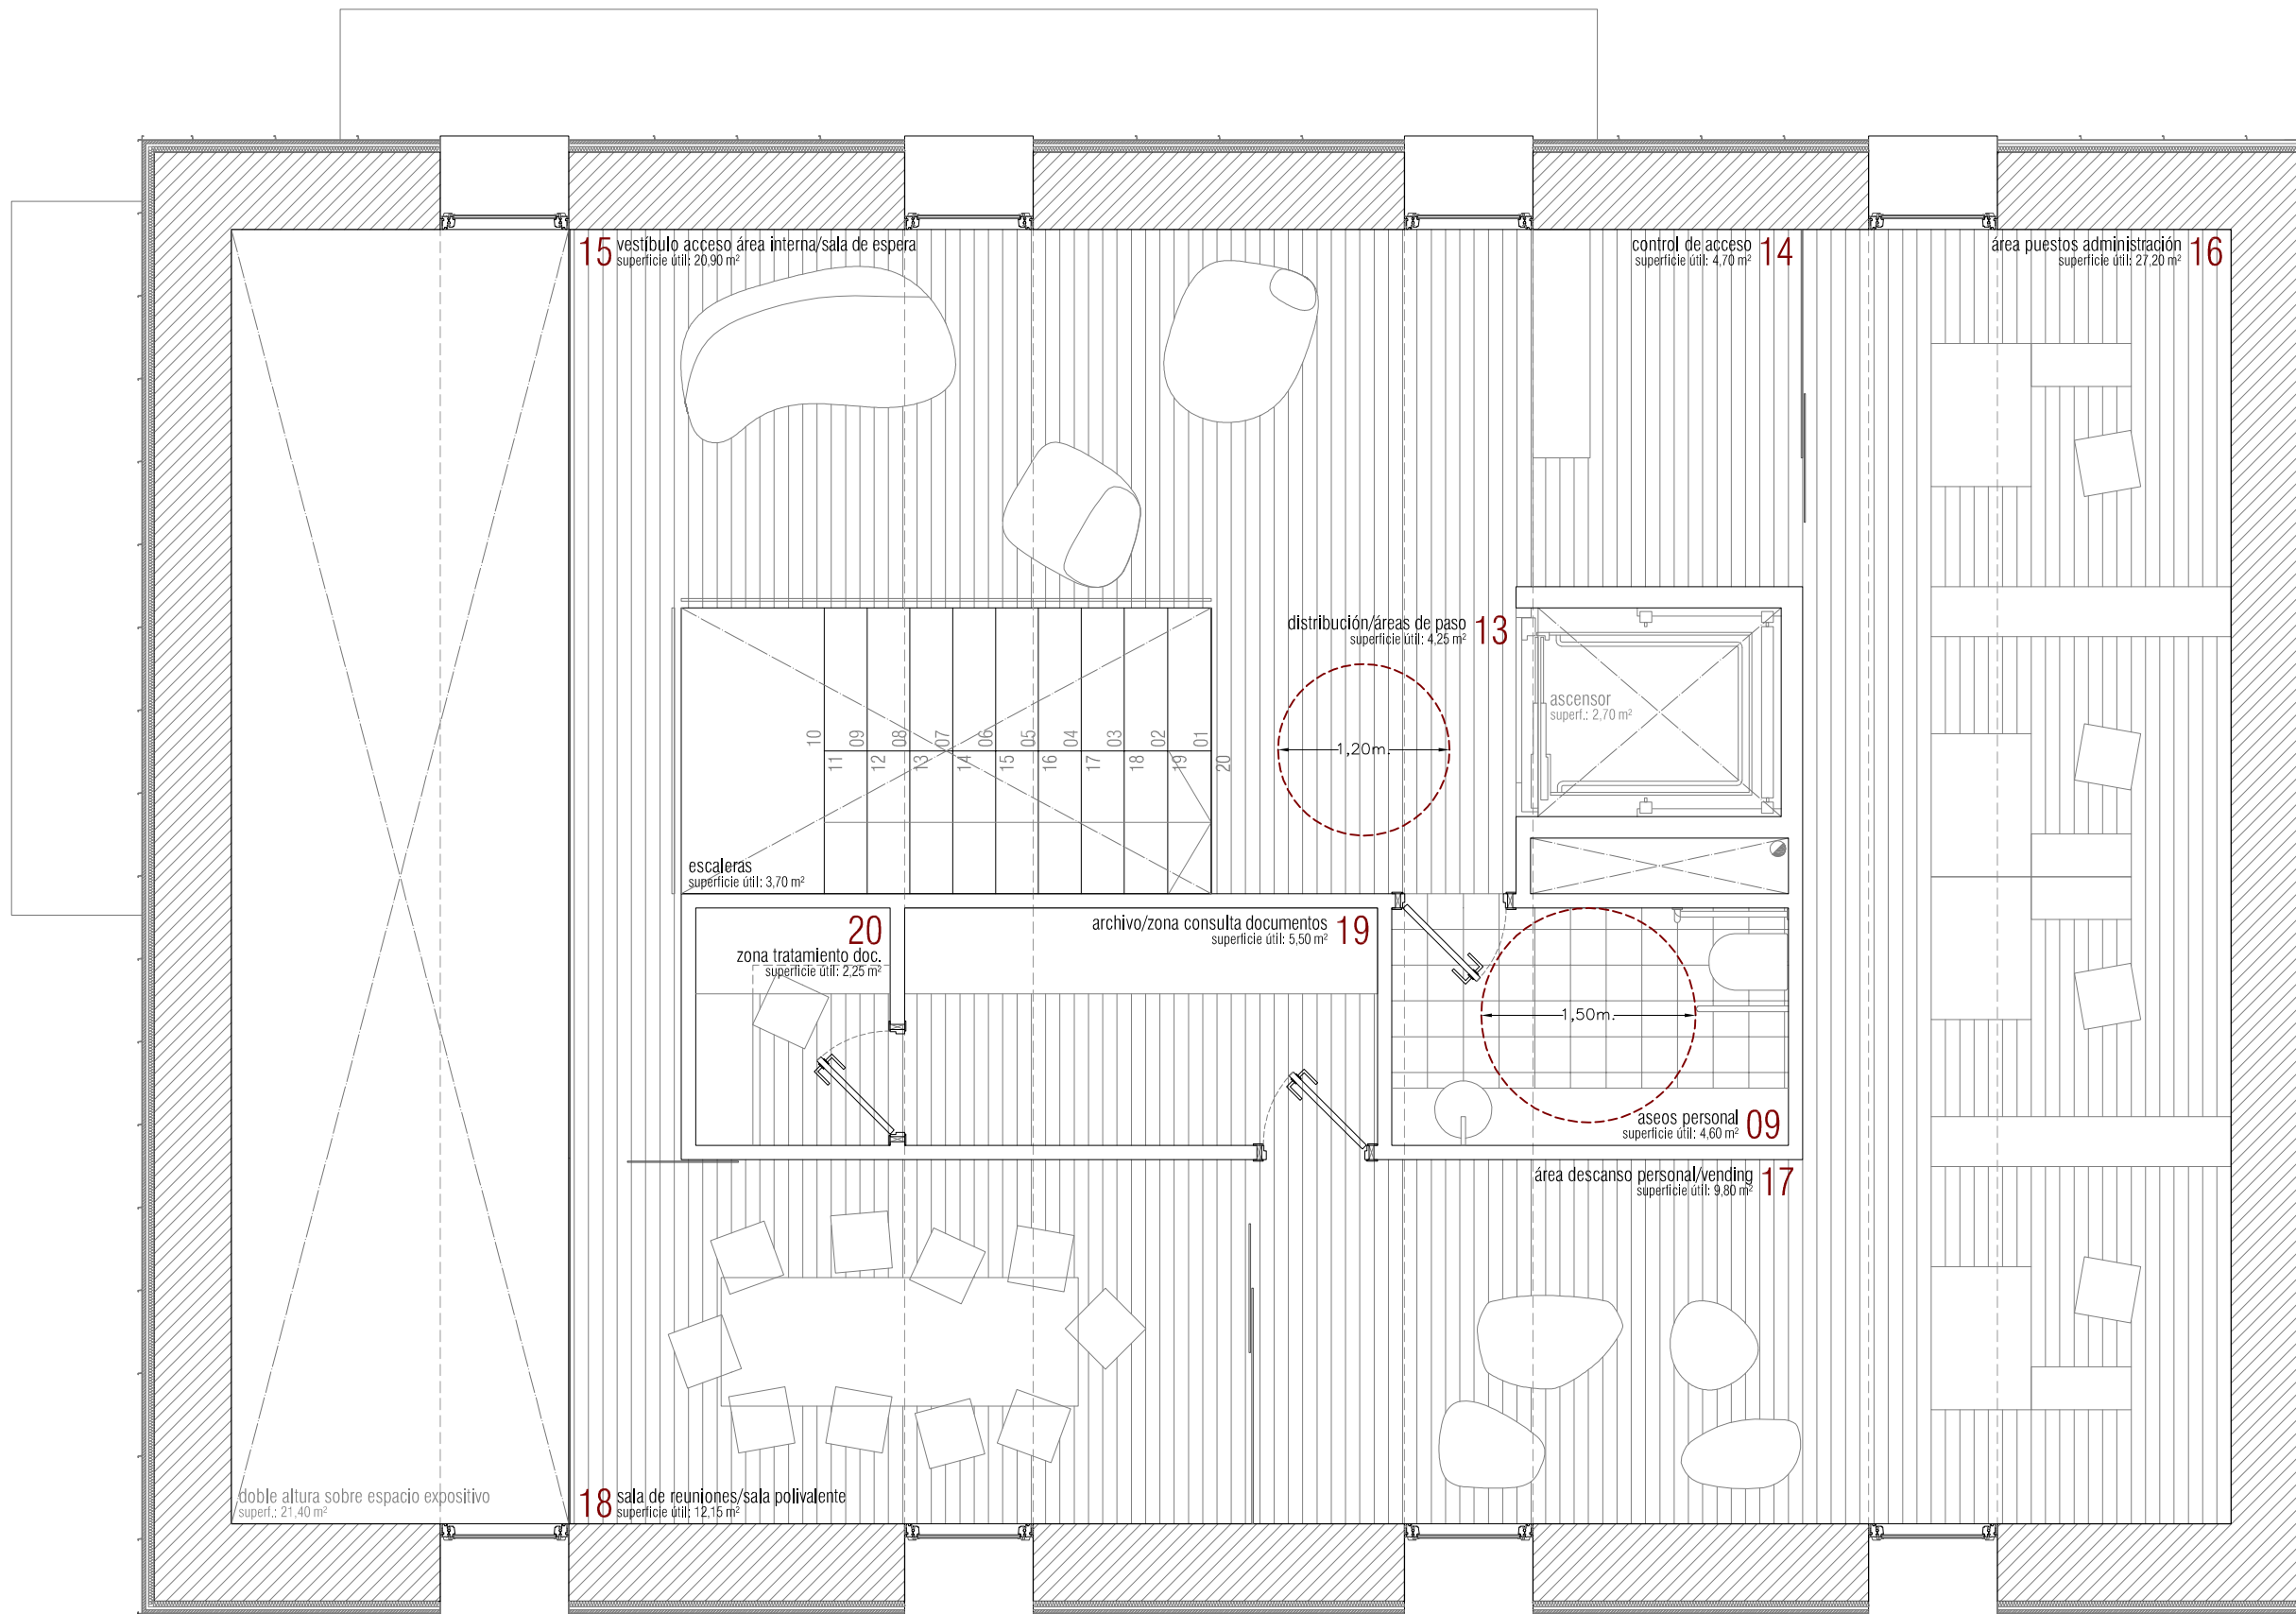 15 vestíbulo acceso área interna/sala de espera
superficie útil: 20,90 m²
control de acceso 14
superficie útil: 4,70 m²
área puestos administración 16
superficie útil: 27,20 m²
distribución/áreas de paso 13
superficie útil: 4,25 m²
ascensor
superf.: 2,70 m²
1,20m.
10 09 08 07 06 05 04 03 02 01
11 12 13 14 15 16 17 18 19 20
escaleras
superficie útil: 3,70 m²
20
zona tratamiento doc.
superficie útil: 2,25 m²
archivo/zona consulta documentos 19
superficie útil: 5,50 m²
1,50m.
aseos personal 09
superficie útil: 4,60 m²
área descanso personal/vending 17
superficie útil: 9,80 m²
doble altura sobre espacio expositivo
superf.: 21,40 m²
18 sala de reuniones/sala polivalente
superficie útil: 12,15 m²